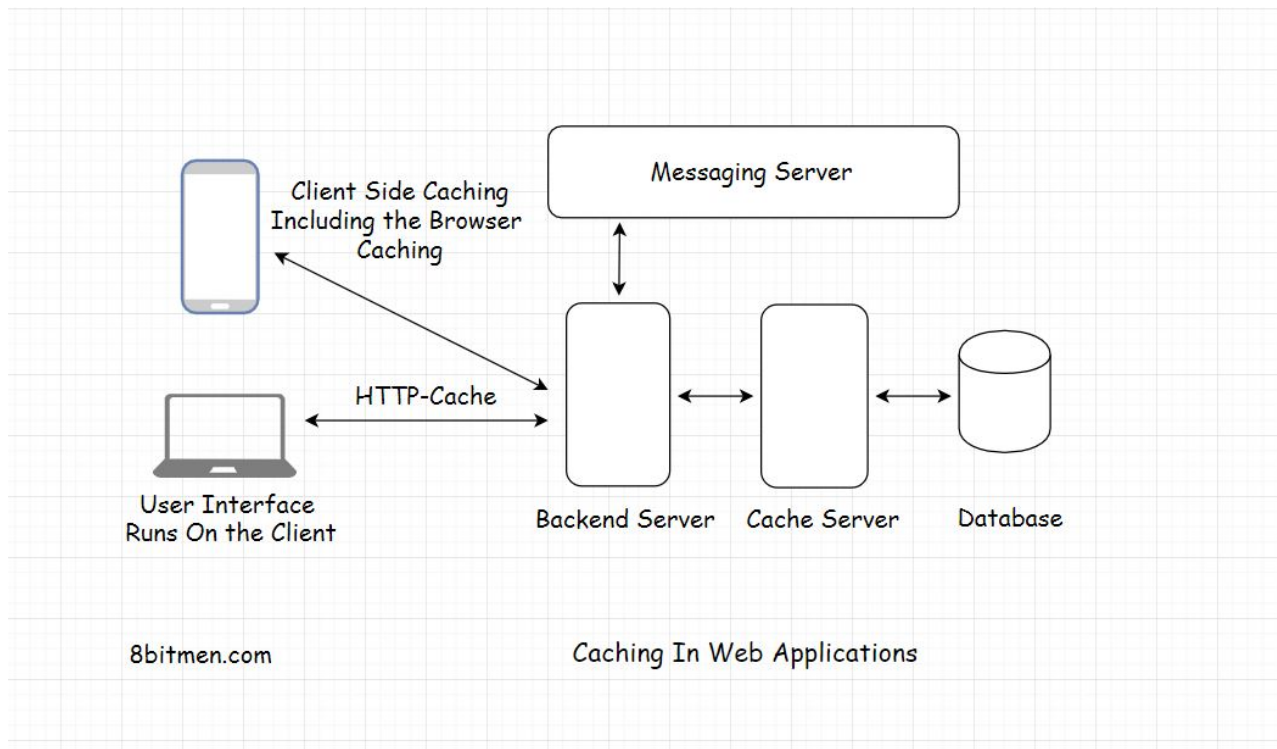 Messaging Server
Client Side Caching
Including the Browser
Caching
HTTP-Cache
User Interface
Runs On the Client
Backend Server
Cache Server
Database
8bitmen.com
Caching In Web Applications